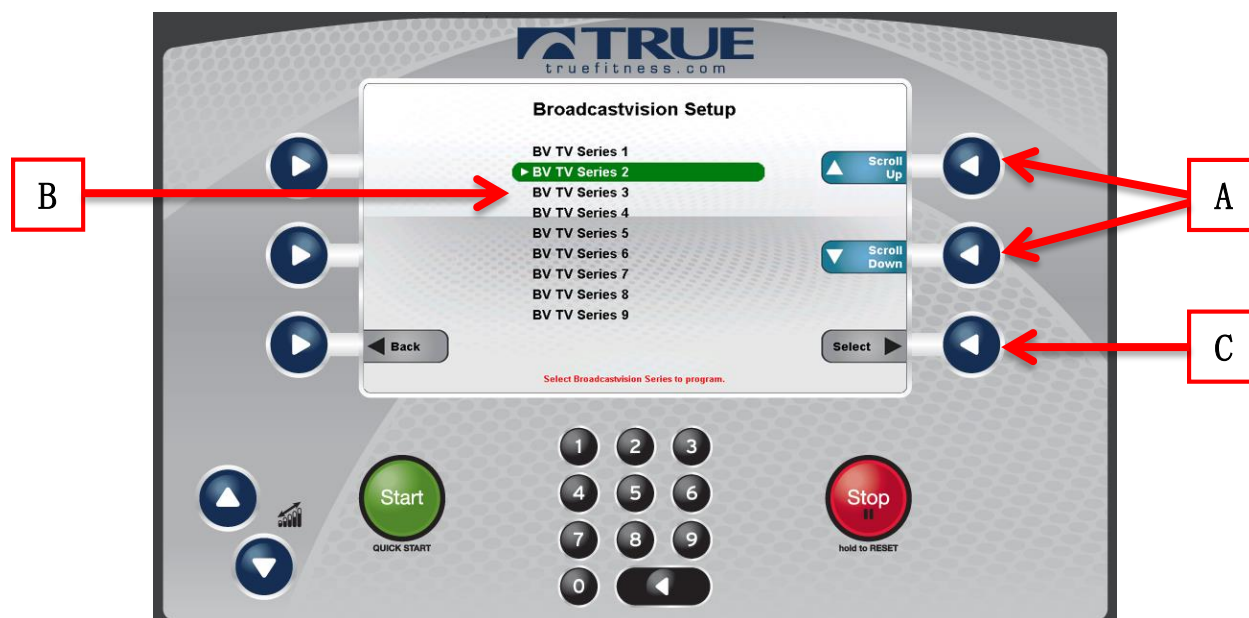 TRUE
truefitness.com
Broadcastvision Setup
BV TV Series 1
BV TV Series 2
BV TV Series 3
BV TV Series 4
BV TV Series 5
BV TV Series 6
BV TV Series 7
BV TV Series 8
BV TV Series 9
Scroll
Up
Scroll
Down
Back
Select
Select Broadcastvision Series to program.
B
A
C
Start
QUICK START
1 2 3
4 5 6
7 8 9
0
Stop
hold to RESET